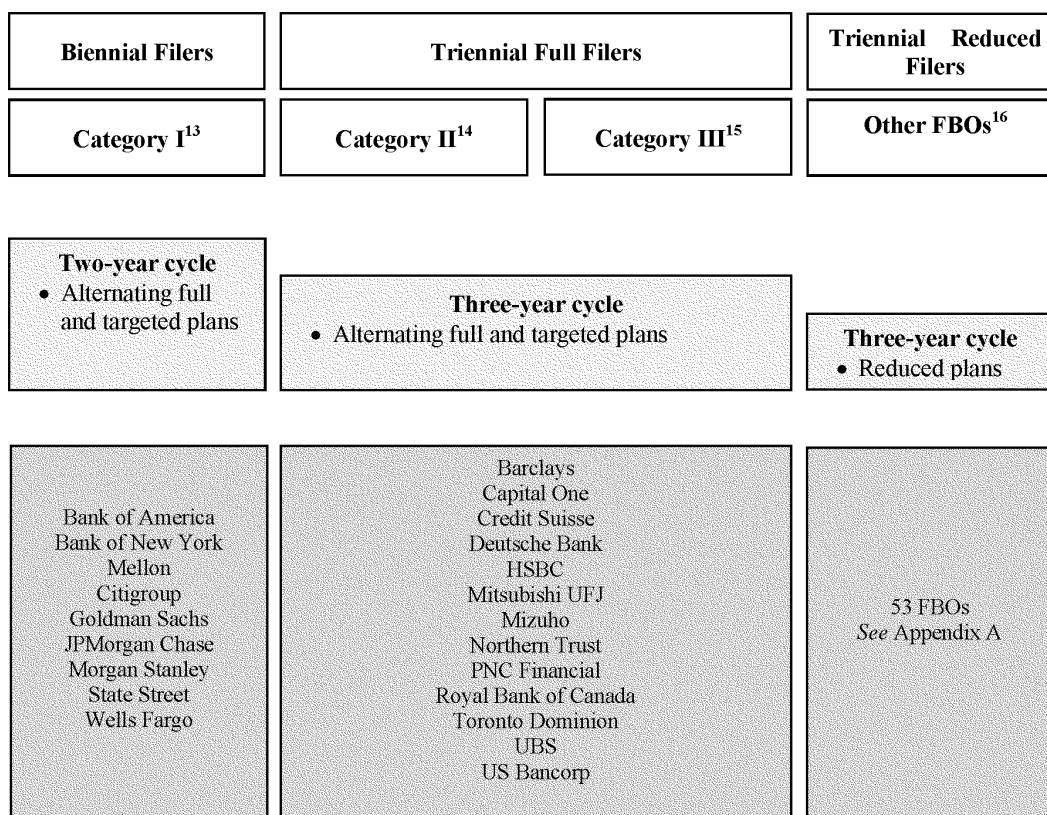 Biennial Filers
Triennial Full Filers
Triennial Reduced
Filers
Category I13
Category II14
Category III15
Other FBOs16
Two-year cycle
• Alternating full
and targeted plans
Three-year cycle
• Alternating full and targeted plans
Three-year cycle
• Reduced plans
Bank of America
Bank of New York
Mellon
Citigroup
Goldman Sachs
JPMorgan Chase
Morgan Stanley
State Street
Wells Fargo
Barclays
Capital One
Credit Suisse
Deutsche Bank
HSBC
Mitsubishi UFJ
Mizuho
Northern Trust
PNC Financial
Royal Bank of Canada
Toronto Dominion
UBS
US Bancorp
53 FBOs
See Appendix A